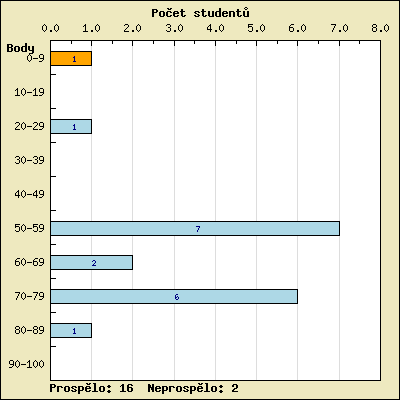 Počet studentů
0.0 1.0 2.0 3.0 4.0 5.0 6.0 7.0 8.0
Body
0-9 1
10-19
20-29 1
30-39
40-49
50-59 7
60-69 2
70-79 6
80-89 1
90-100
Prospělo: 16 Neprospělo: 2